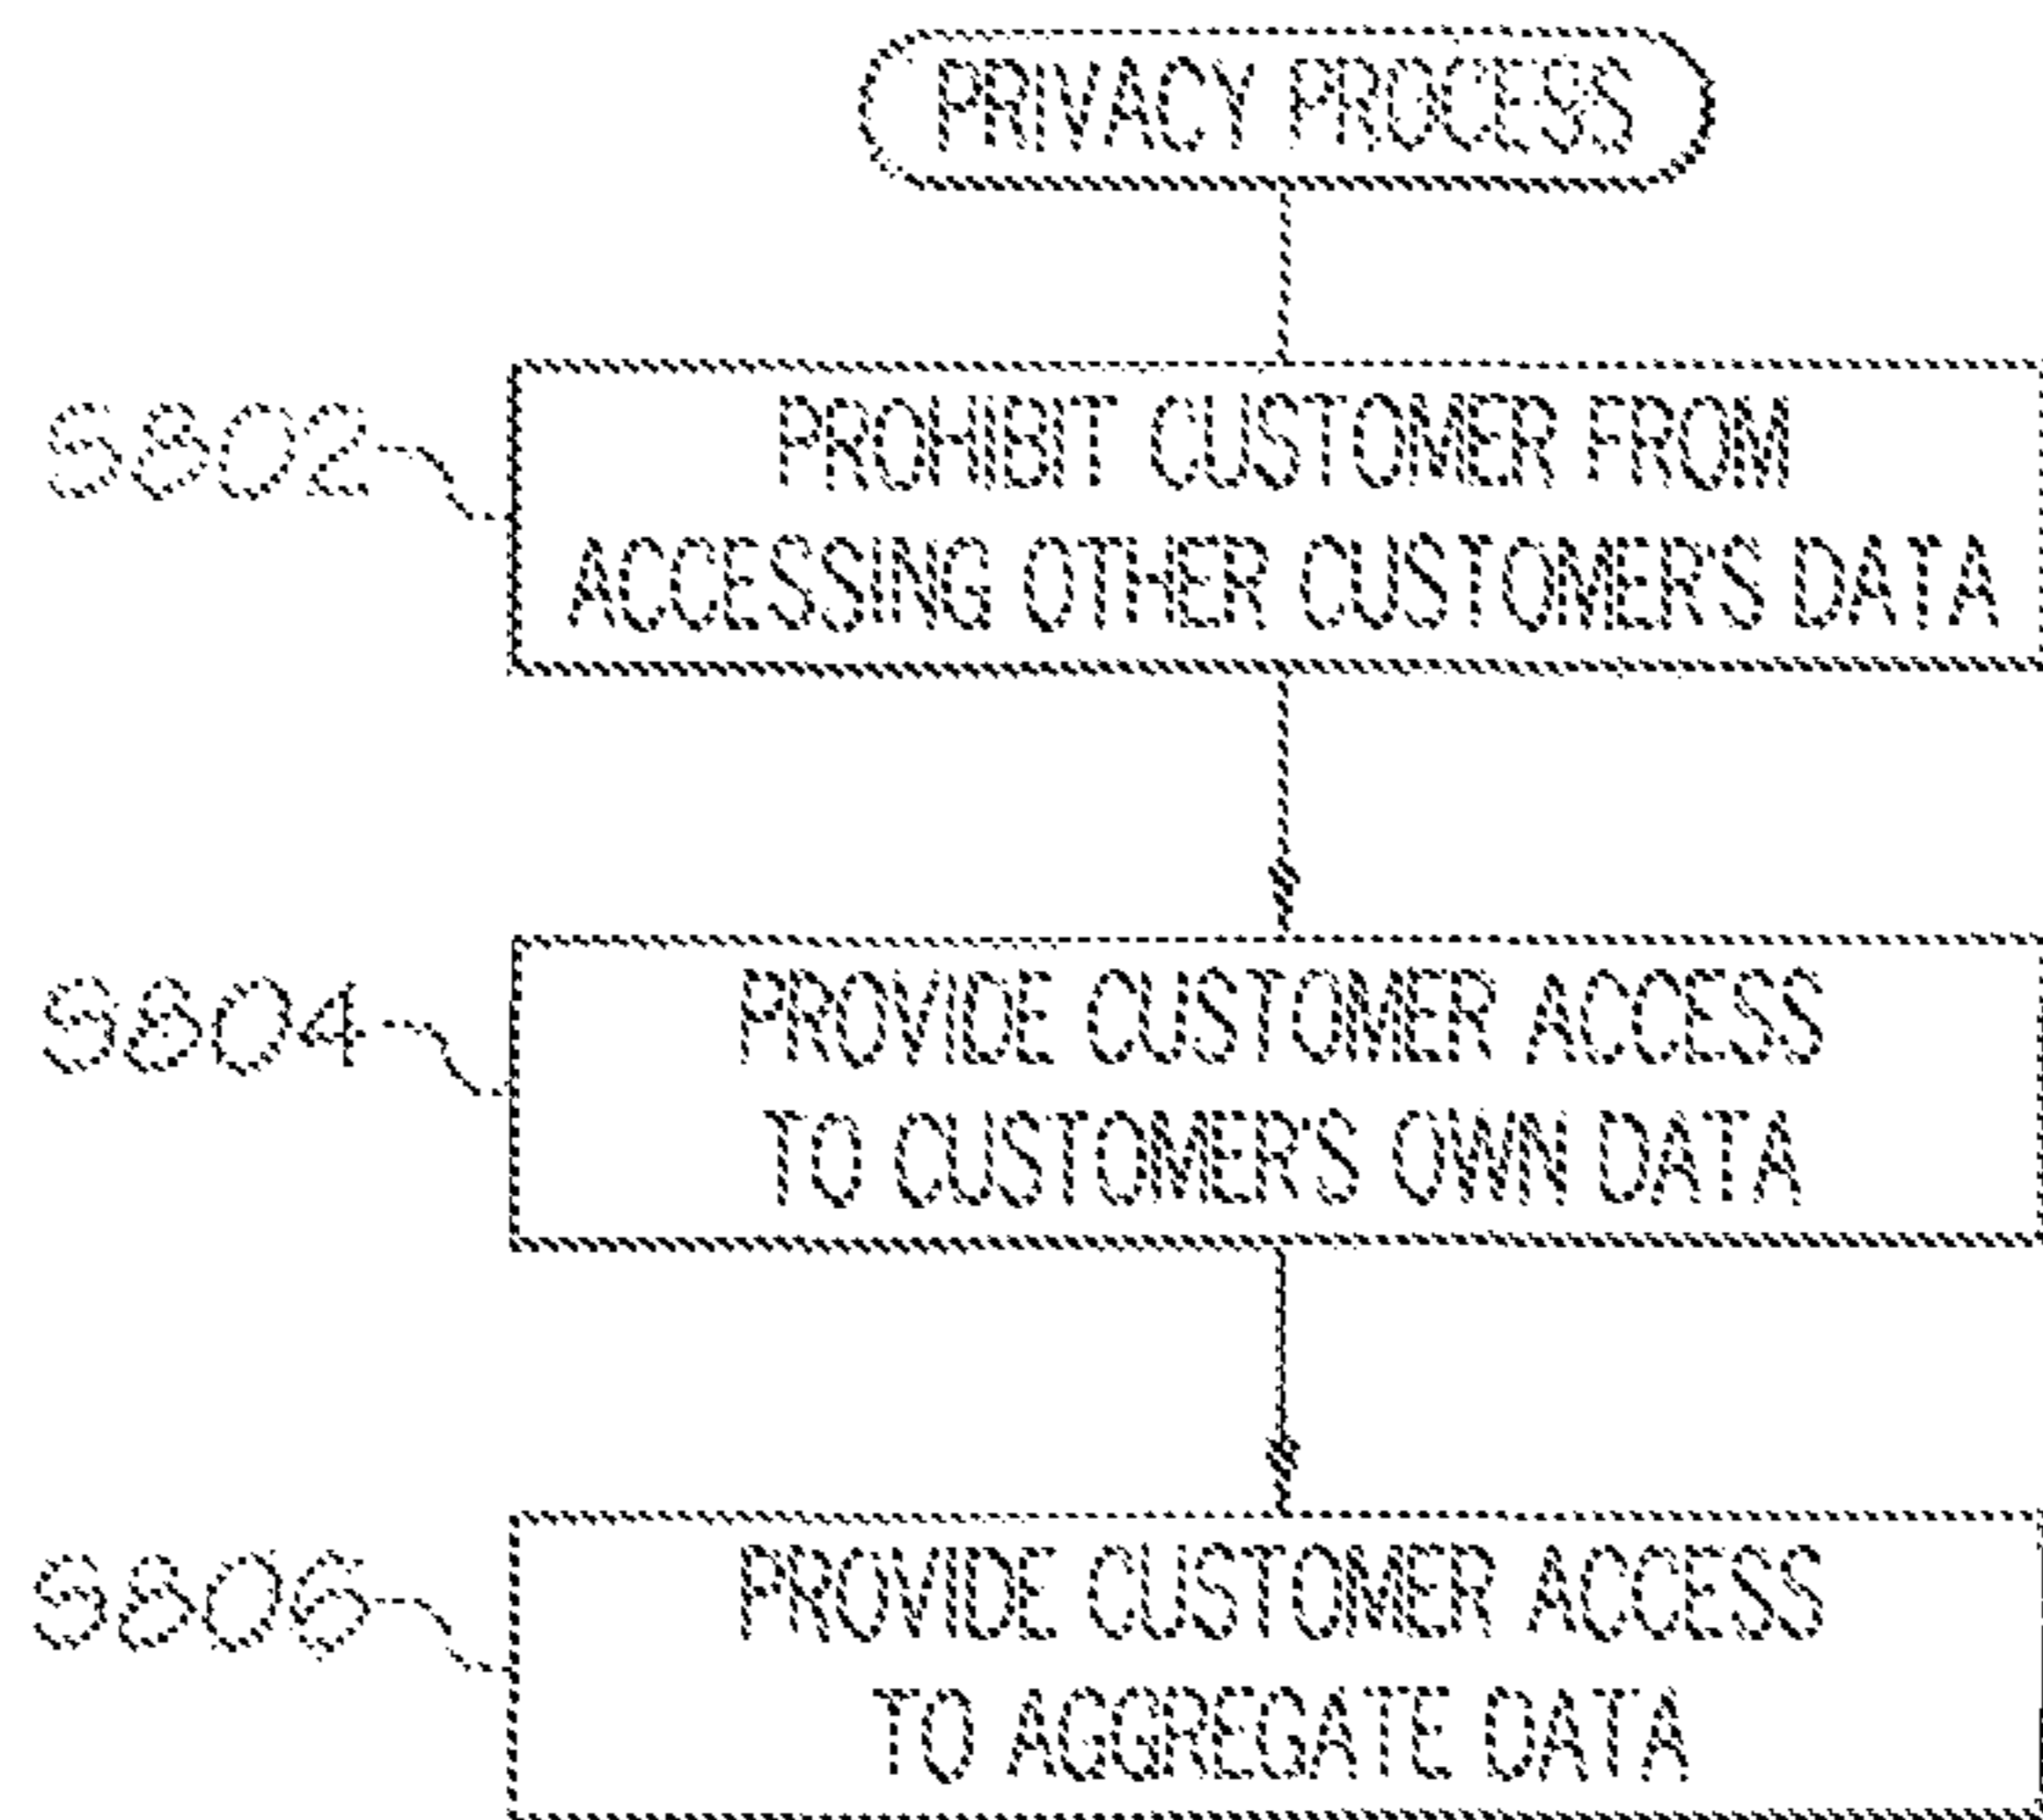 PRIVACY PROCESS
S802
PROHIBIT CUSTOMER FROM
ACCESSING OTHER CUSTOMER'S DATA
S804
PROVIDE CUSTOMER ACCESS
TO CUSTOMER'S OWN DATA
S806
PROVIDE CUSTOMER ACCESS
TO AGGREGATE DATA